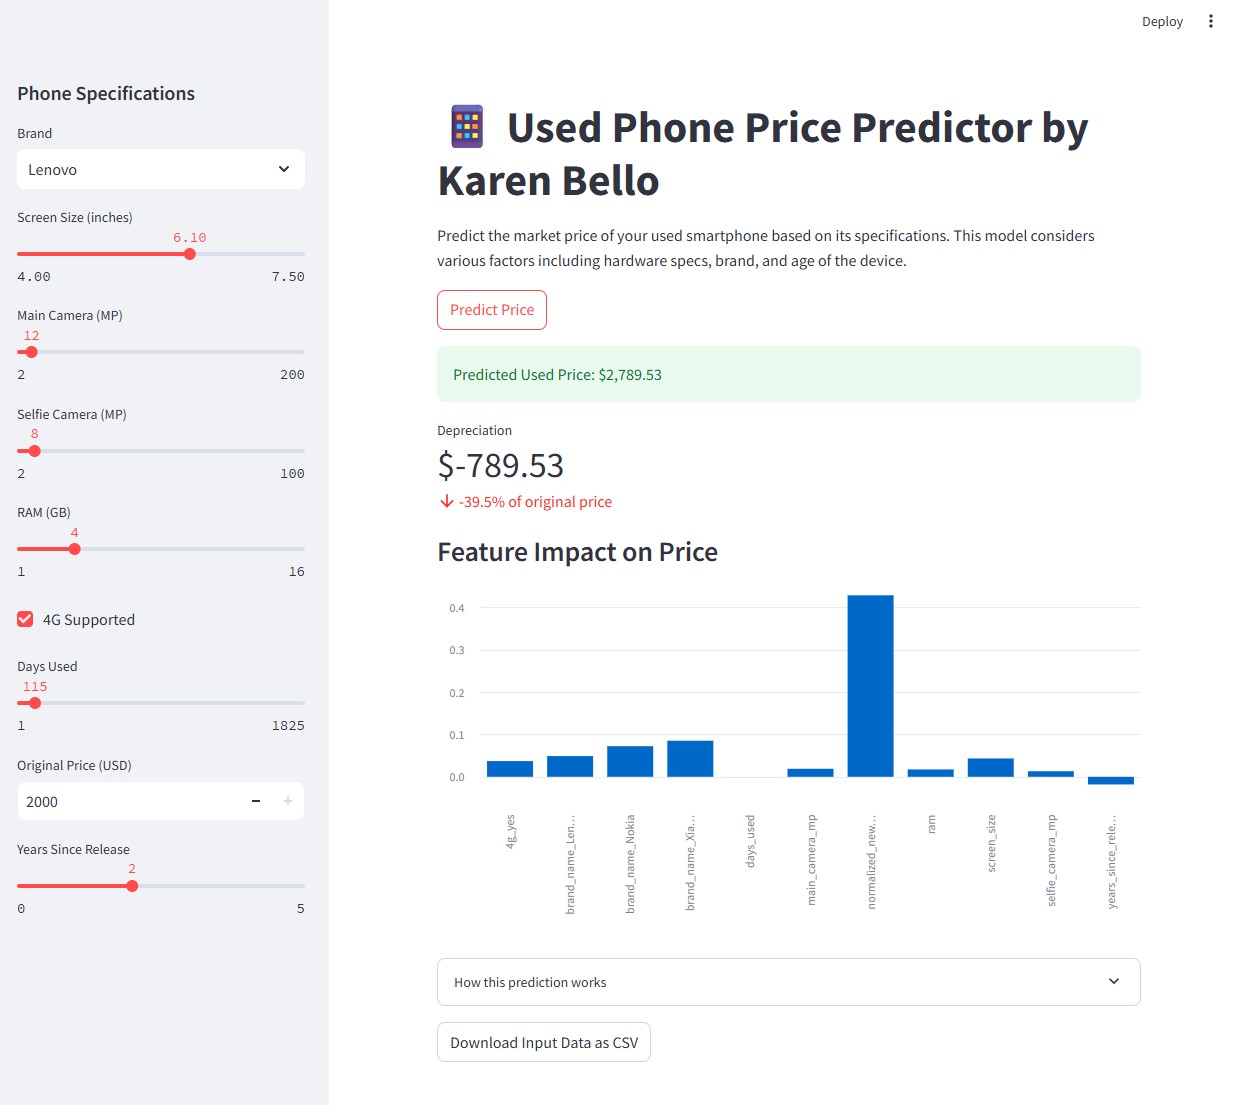 Deploy
Phone Specifications
Brand
Lenovo
Screen Size (inches)
6.10
4.00 7.50
Main Camera (MP)
12
2 200
Selfie Camera (MP)
8
2 100
RAM (GB)
4
1 16
4G Supported
Days Used
115
1 1825
Original Price (USD)
2000
Years Since Release
2
0 5
Used Phone Price Predictor by
Karen Bello
Predict the market price of your used smartphone based on its specifications. This model considers
various factors including hardware specs, brand, and age of the device.
Predict Price
Predicted Used Price: $2,789.53
Depreciation
$-789.53
-39.5% of original price
Feature Impact on Price
0.4
0.3
0.2
0.1
0.0
4g_yes
brand_name_Len…
brand_name_Nokia
brand_name_Xia…
days_used
main_camera_mp
normalized_new…
ram
screen_size
selfie_camera_mp
years_since_rele…
How this prediction works
Download Input Data as CSV